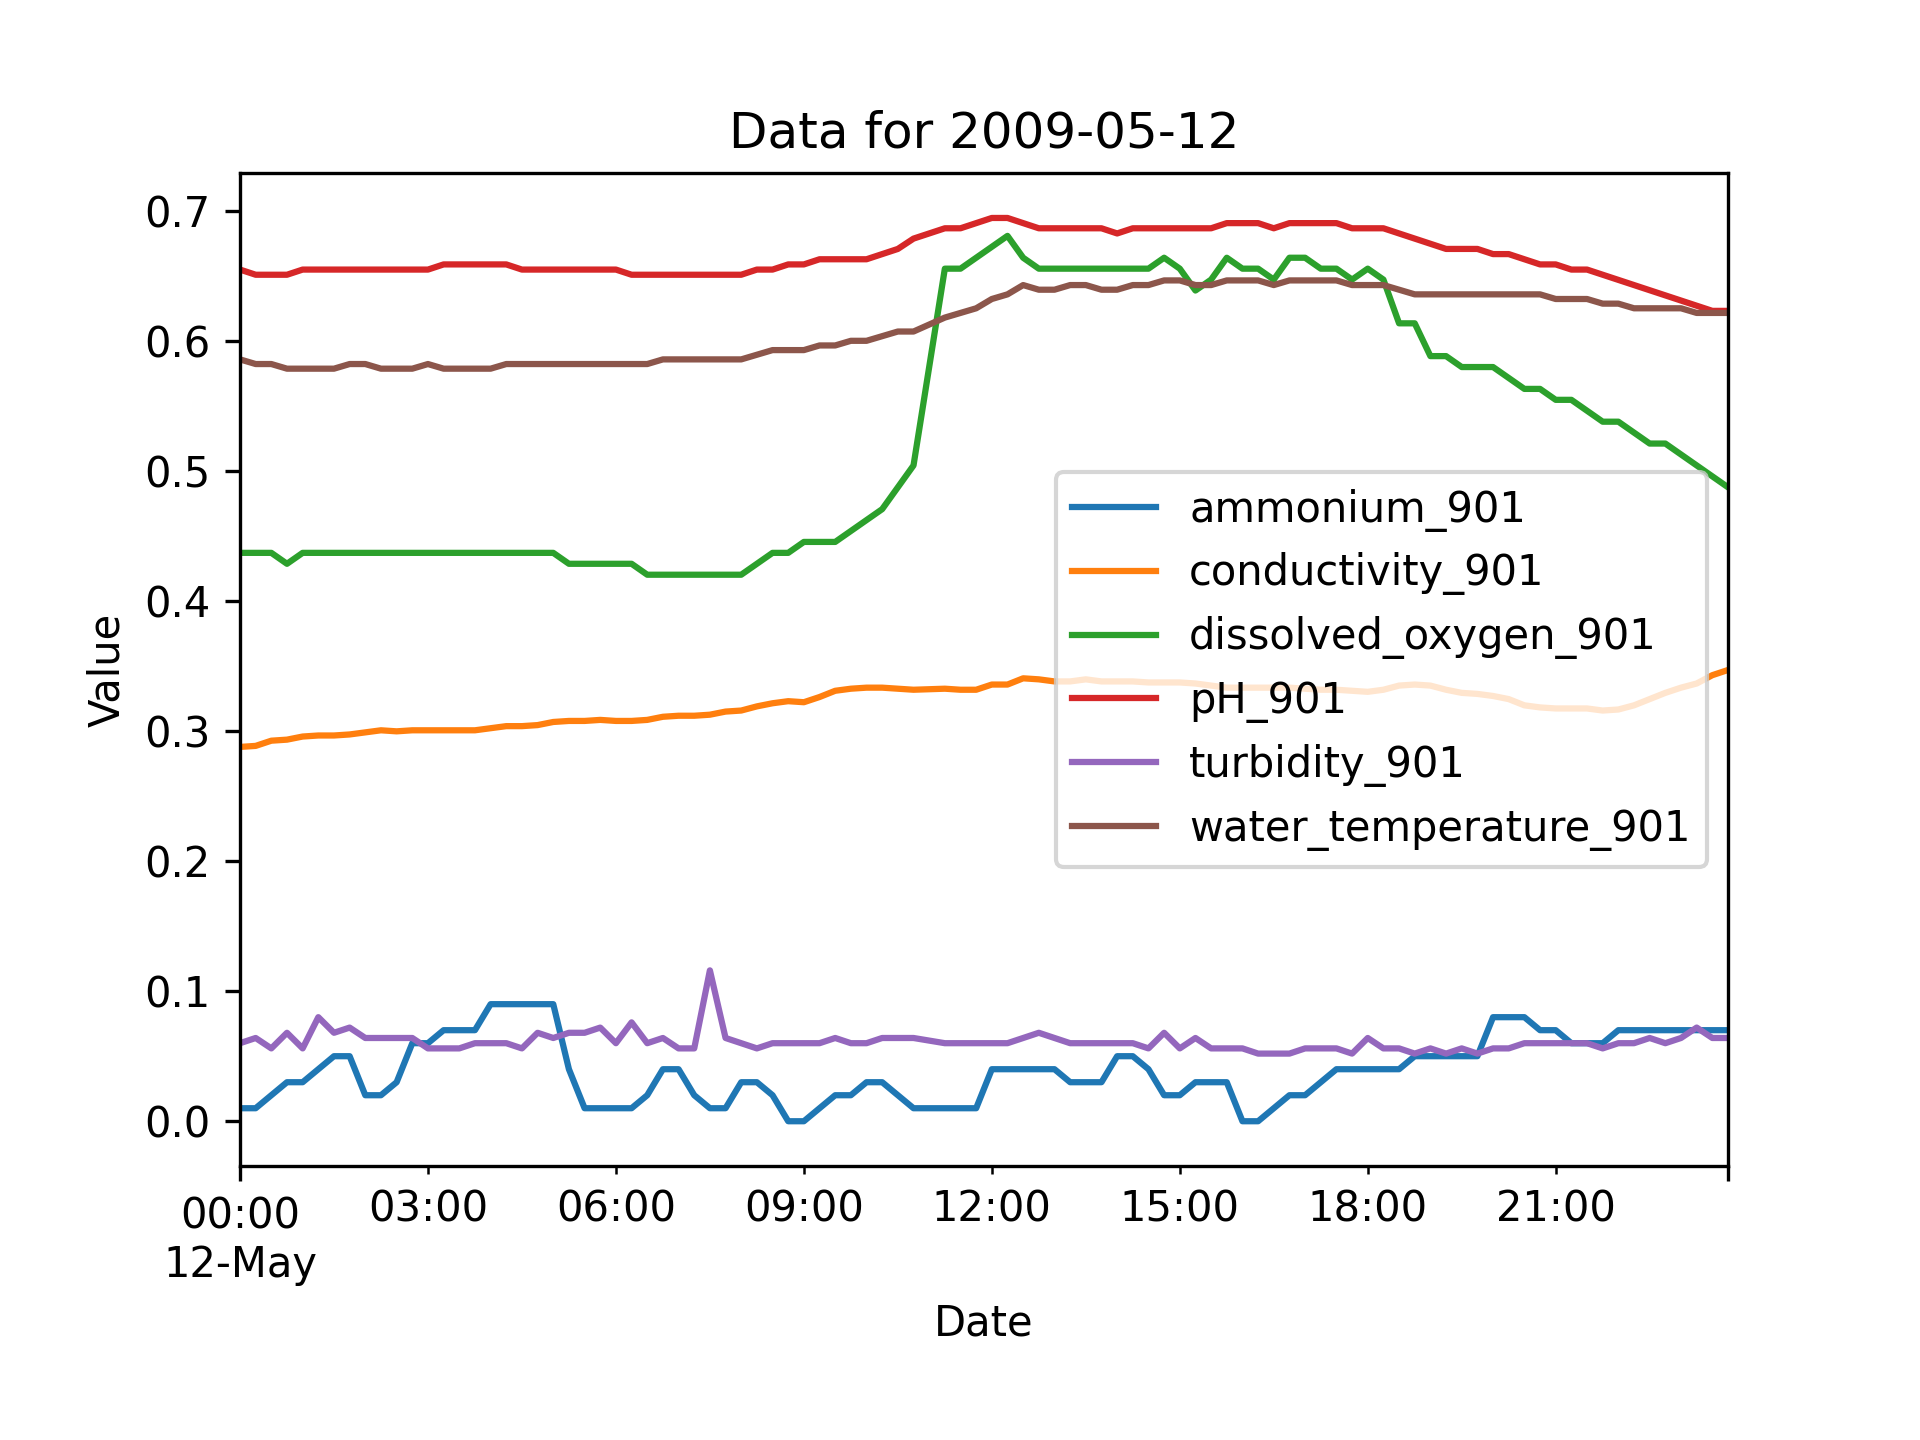 Data for 2009-05-12
Value
0.7
0.6
0.5
0.4
0.3
0.2
0.1
0.0
ammonium_901
conductivity_901
dissolved_oxygen_901
pH_901
turbidity_901
water_temperature_901
00:00 03:00 06:00 09:00 12:00 15:00 18:00 21:00
12-May
Date